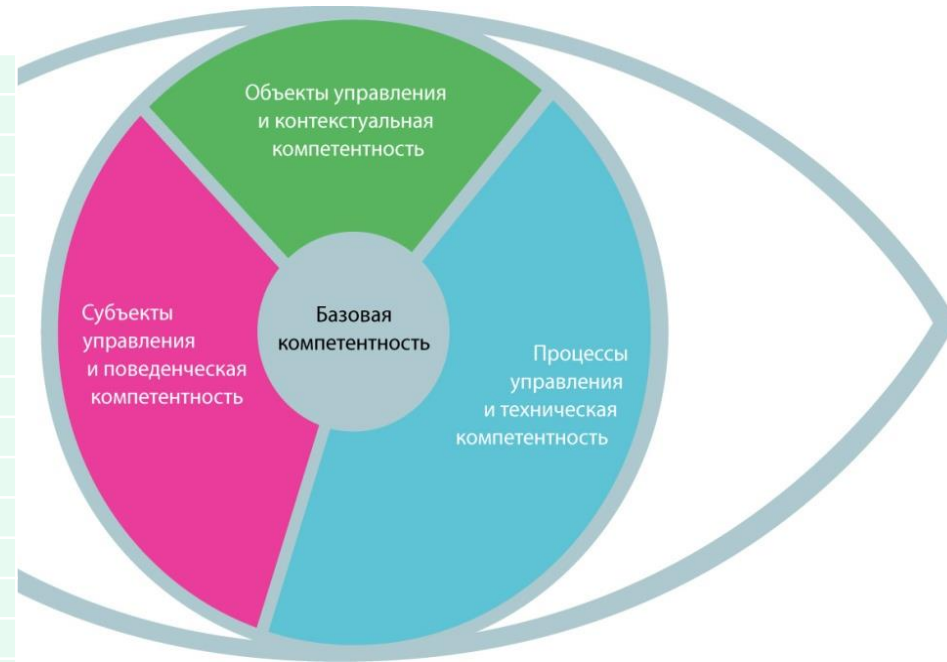 Объекты управления
и контекстуальная
компетентность
Субъекты
управления
и поведенческая
компетентность
Базовая
компетентность
Процессы
управления
и техническая
компетентность